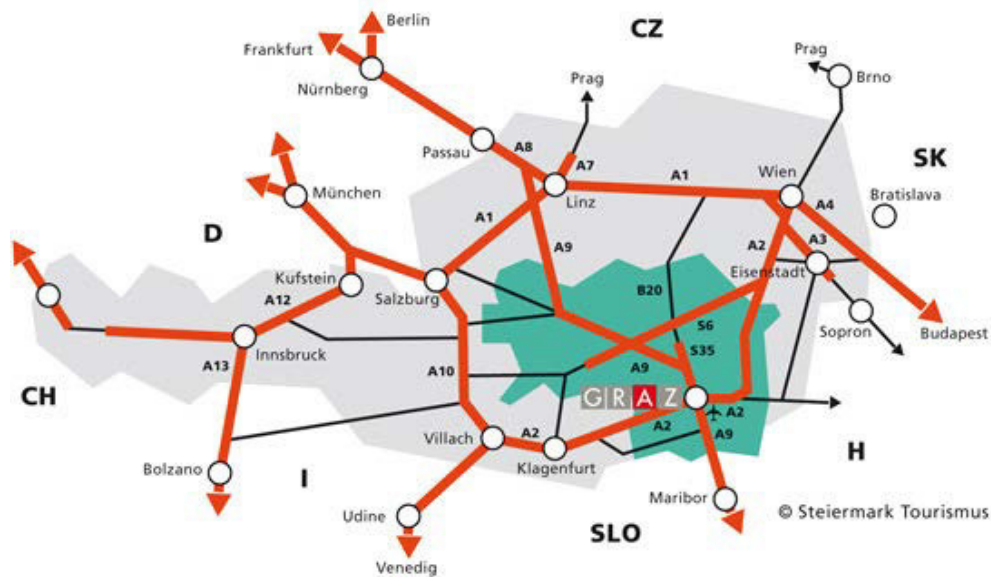 Berlin
CZ
Frankfurt
Prag
Nürnberg
Prag
Brno
Passau
A8
A7
SK
Linz
A1
Wien
Bratislava
A4
München
A1
D
A9
A2
A3
Eisenstadt
Kufstein
Salzburg
A12
B20
Sopron
Budapest
Innsbruck
S6
S35
A13
A10
A9
CH
GRAZ
A2
Villach
A2
A2
A9
Klagenfurt
H
Bolzano
I
Maribor
Udine
© Steiermark Tourismus
SLO
Venedig